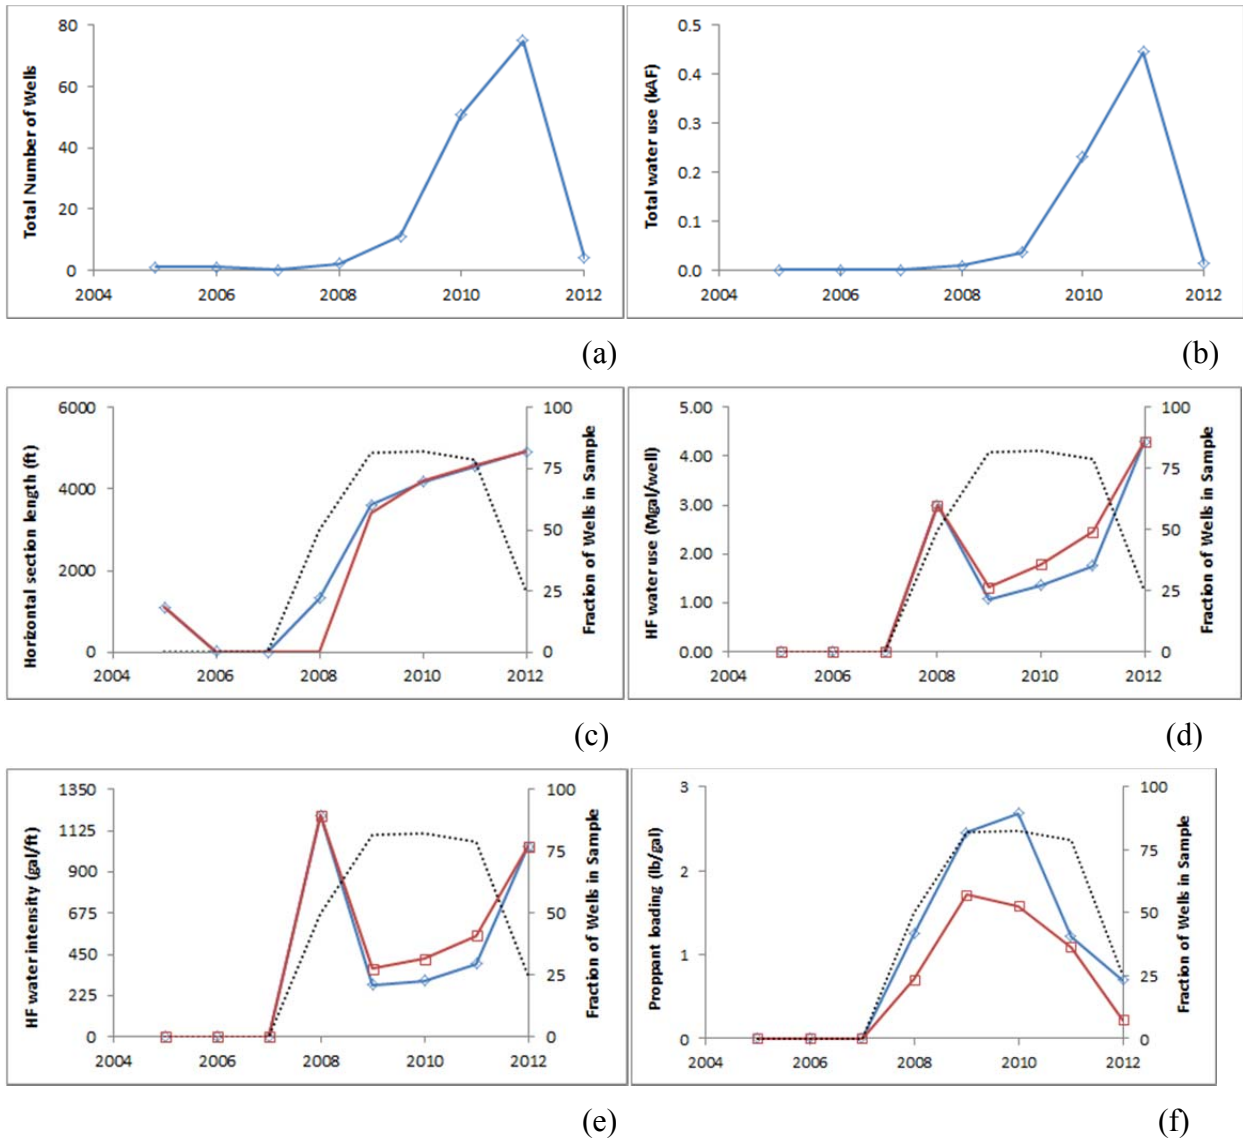 Total Number of Wells
80
60
40
20
0
2004 2006 2008 2010 2012
Total water use (kAF)
0.5
0.4
0.3
0.2
0.1
0.0
2004 2006 2008 2010 2012
(a)
(b)
Horizontal section length (ft)
6000
4000
2000
0
2004 2006 2008 2010 2012
100
75
50
25
0
Fraction of Wells in Sample
HF water use (Mgal/well)
5.00
4.00
3.00
2.00
1.00
0.00
2004 2006 2008 2010 2012
100
75
50
25
0
Fraction of Wells in Sample
(c)
(d)
HF water intensity (gal/ft)
1350
1125
900
675
450
225
0
2004 2006 2008 2010 2012
100
75
50
25
0
Fraction of Wells in Sample
Proppant loading (lb/gal)
3
2
1
0
2004 2006 2008 2010 2012
100
75
50
25
0
Fraction of Wells in Sample
(e)
(f)